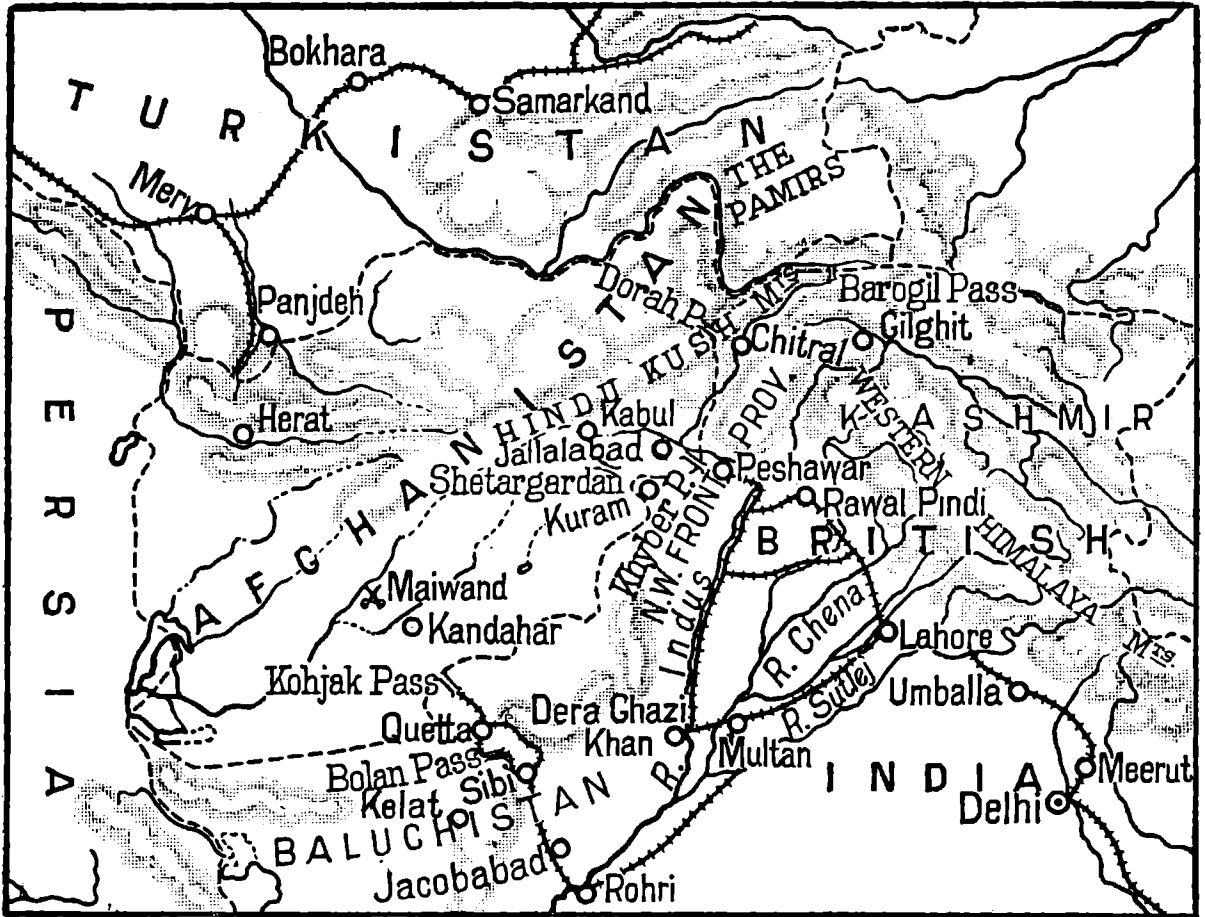 Bokhara
Samarkand
TURKISTAN
THE
PAMIRS
Merv
Panjdeh
Dorah P.
Barogil Pass
Gilghit
Chitral
PERSIA
AFGHANISTAN
HINDU KUSH Mts
Herat
Kabul
Jallalabad
Shetargardan
Kuram
Khyber P.
N.W. FRONT PROV.
Peshawar
Rawal Pindi
KASHMIR
WESTERN
HIMALAYA
Mts.
BRITISH
INDIA
Maiwand
Kandahar
Indus
R.
R. Chena
R. Sutlej
Lahore
Umballa
Kohjak Pass
Quetta
Dera Ghazi
Khan
Multan
Bolan Pass
Sibi
Kelat
BALUCHISTAN
Meerut
Delhi
Jacobabad
Rohri